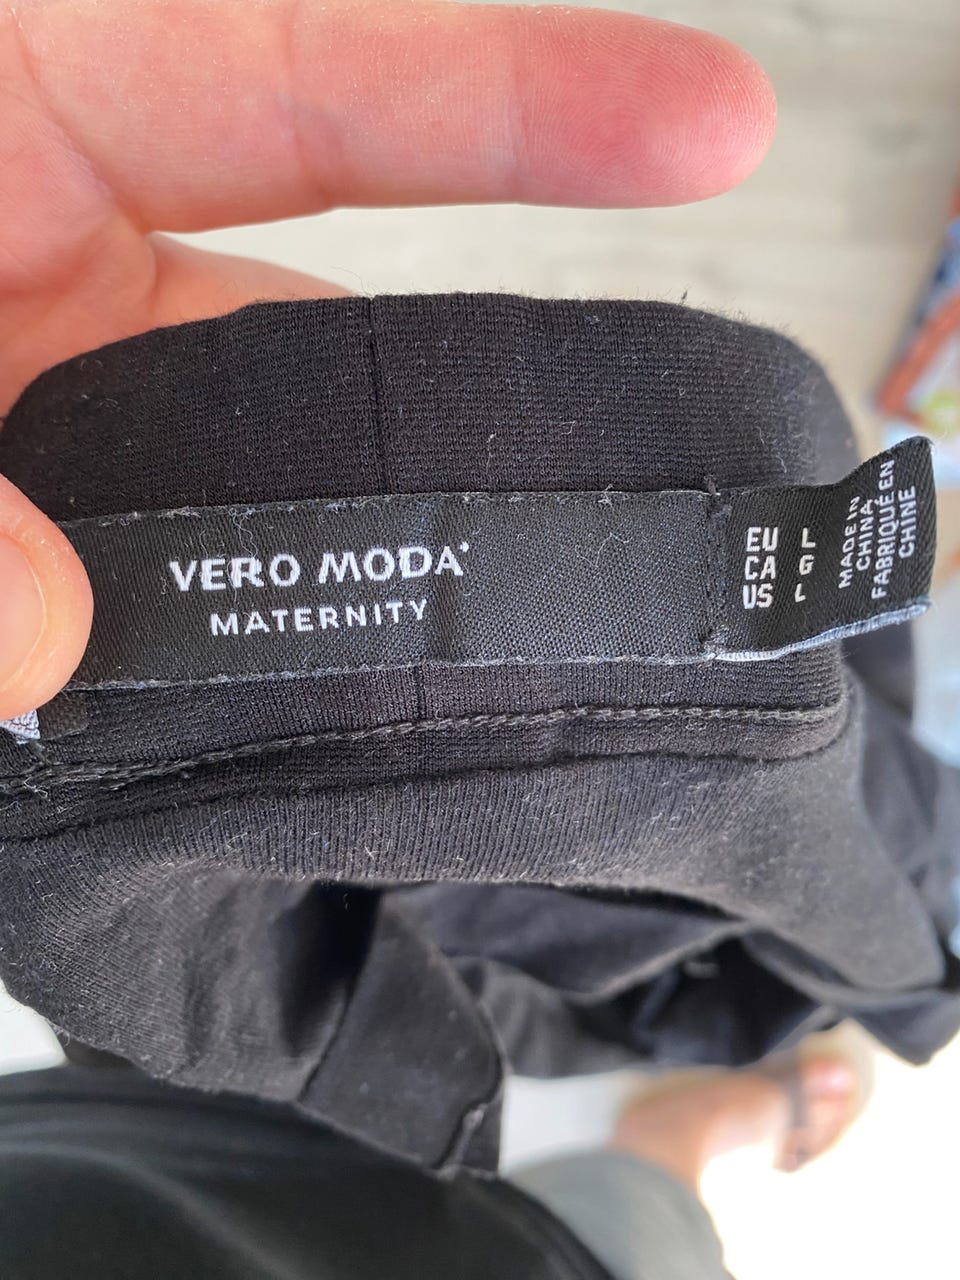 VERO MODA
MATERNITY
EU L
CA G
US L
MADE IN
CHINA
FABRIQUÉ EN
CHINE